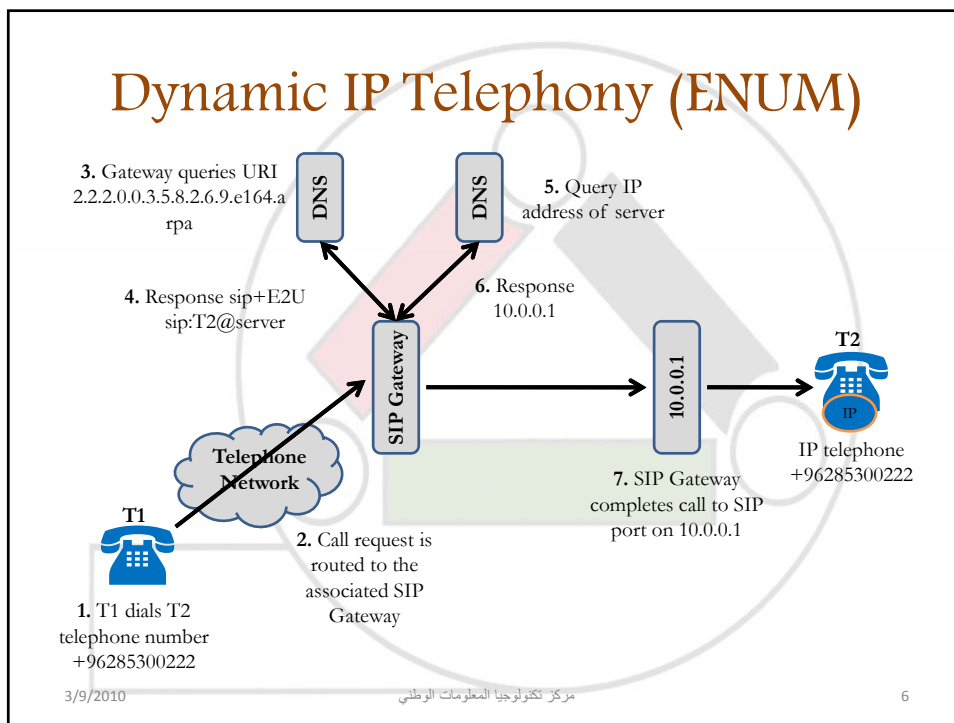 Dynamic IP Telephony (ENUM)
3. Gateway queries URI
2.2.2.0.0.3.5.8.2.6.9.e164.a
rpa
DNS
DNS
5. Query IP
address of server
4. Response sip+E2U
sip:T2@server
6. Response
10.0.0.1
SIP Gateway
10.0.0.1
T2
IP
IP telephone
+96285300222
Telephone
Network
7. SIP Gateway
completes call to SIP
port on 10.0.0.1
T1
2. Call request is
routed to the
associated SIP
Gateway
1. T1 dials T2
telephone number
+96285300222
3/9/2010
مركز تكنولوجيا المعلومات الوطني
6